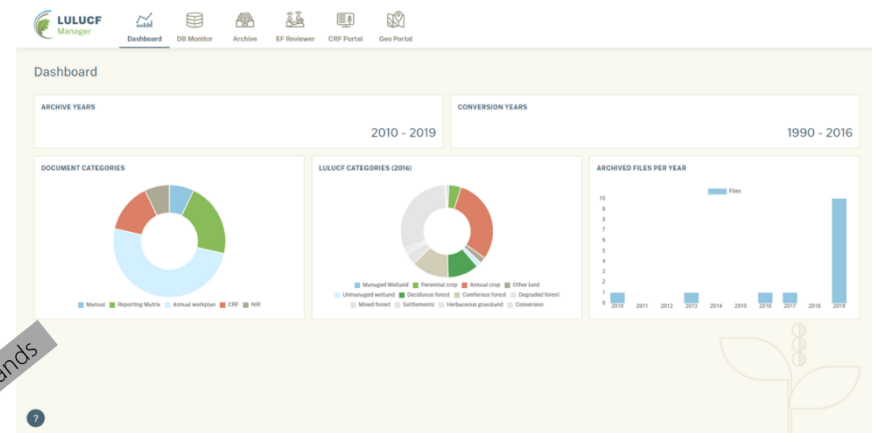 LULUCF
Manager
Dashboard DB Monitor Archive EF Reviewer CRF Portal Geo Portal
Dashboard
ARCHIVE YEARS
2010 - 2019
CONVERSION YEARS
1990 - 2016
DOCUMENT CATEGORIES
Manual Reporting Matrix Annual workplan CRF NIR
LULUCF CATEGORIES (2016)
Managed Wetland Perennial crop Annual crop Other land
Unmanaged wetland Deciduous forest Coniferous forest Degraded forest
Mixed forest Settlements Herbaceous grassland Conversion
ARCHIVED FILES PER YEAR
Files
10
9
8
7
6
5
4
3
2
1
0
2010 2011 2012 2013 2014 2015 2016 2017 2018 2019
?